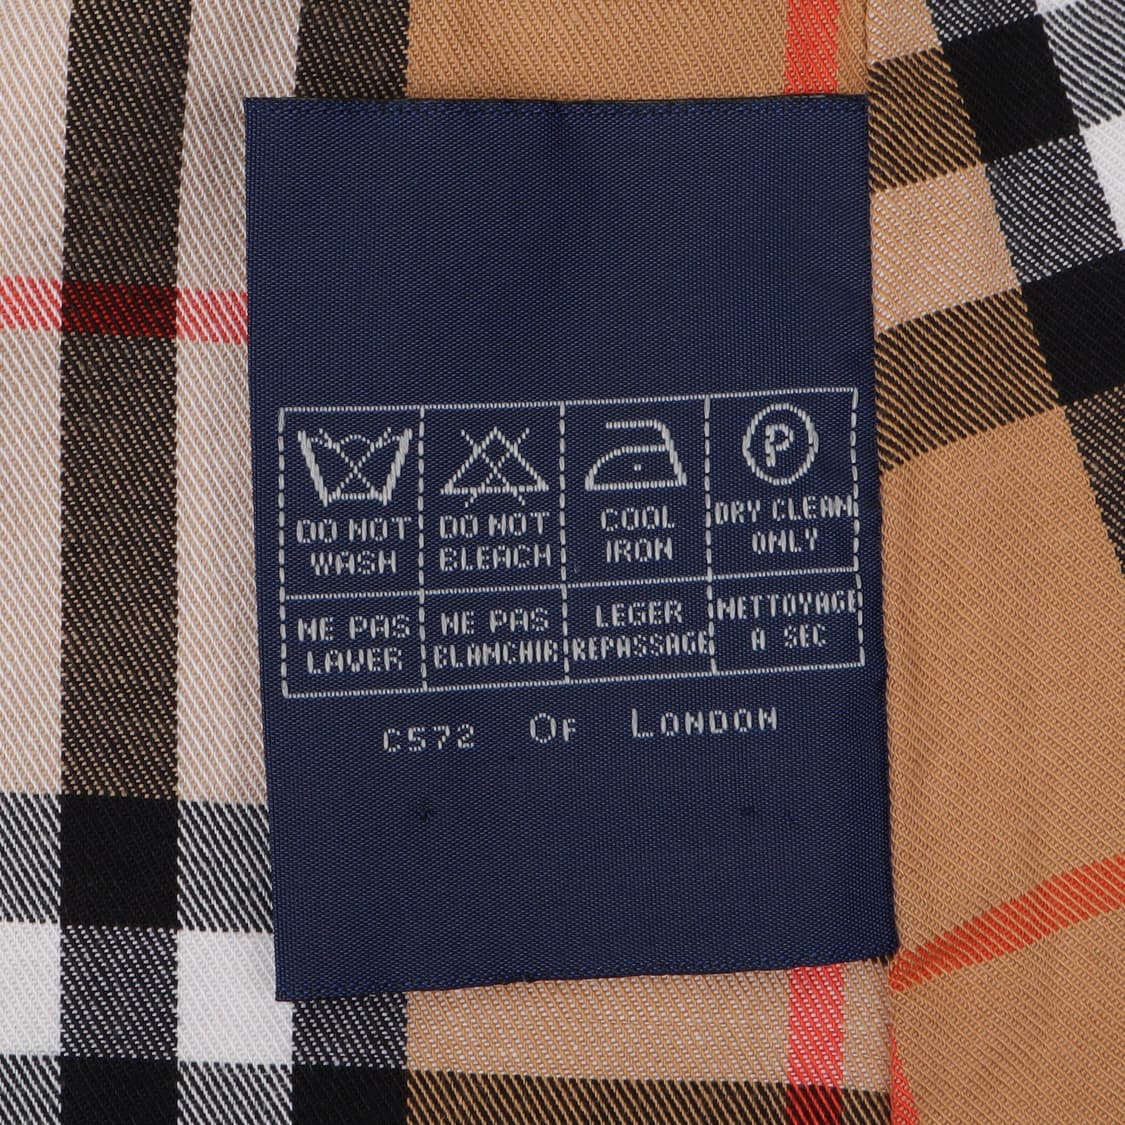 P
DO NOT
WASH
DO NOT
BLEACH
COOL
IRON
DRY CLEAN
ONLY
NE PAS
LAVER
NE PAS
BLANCHIR
LEGER
REPASSAGE
NETTOYAGE
A SEC
CS72 OF LONDON